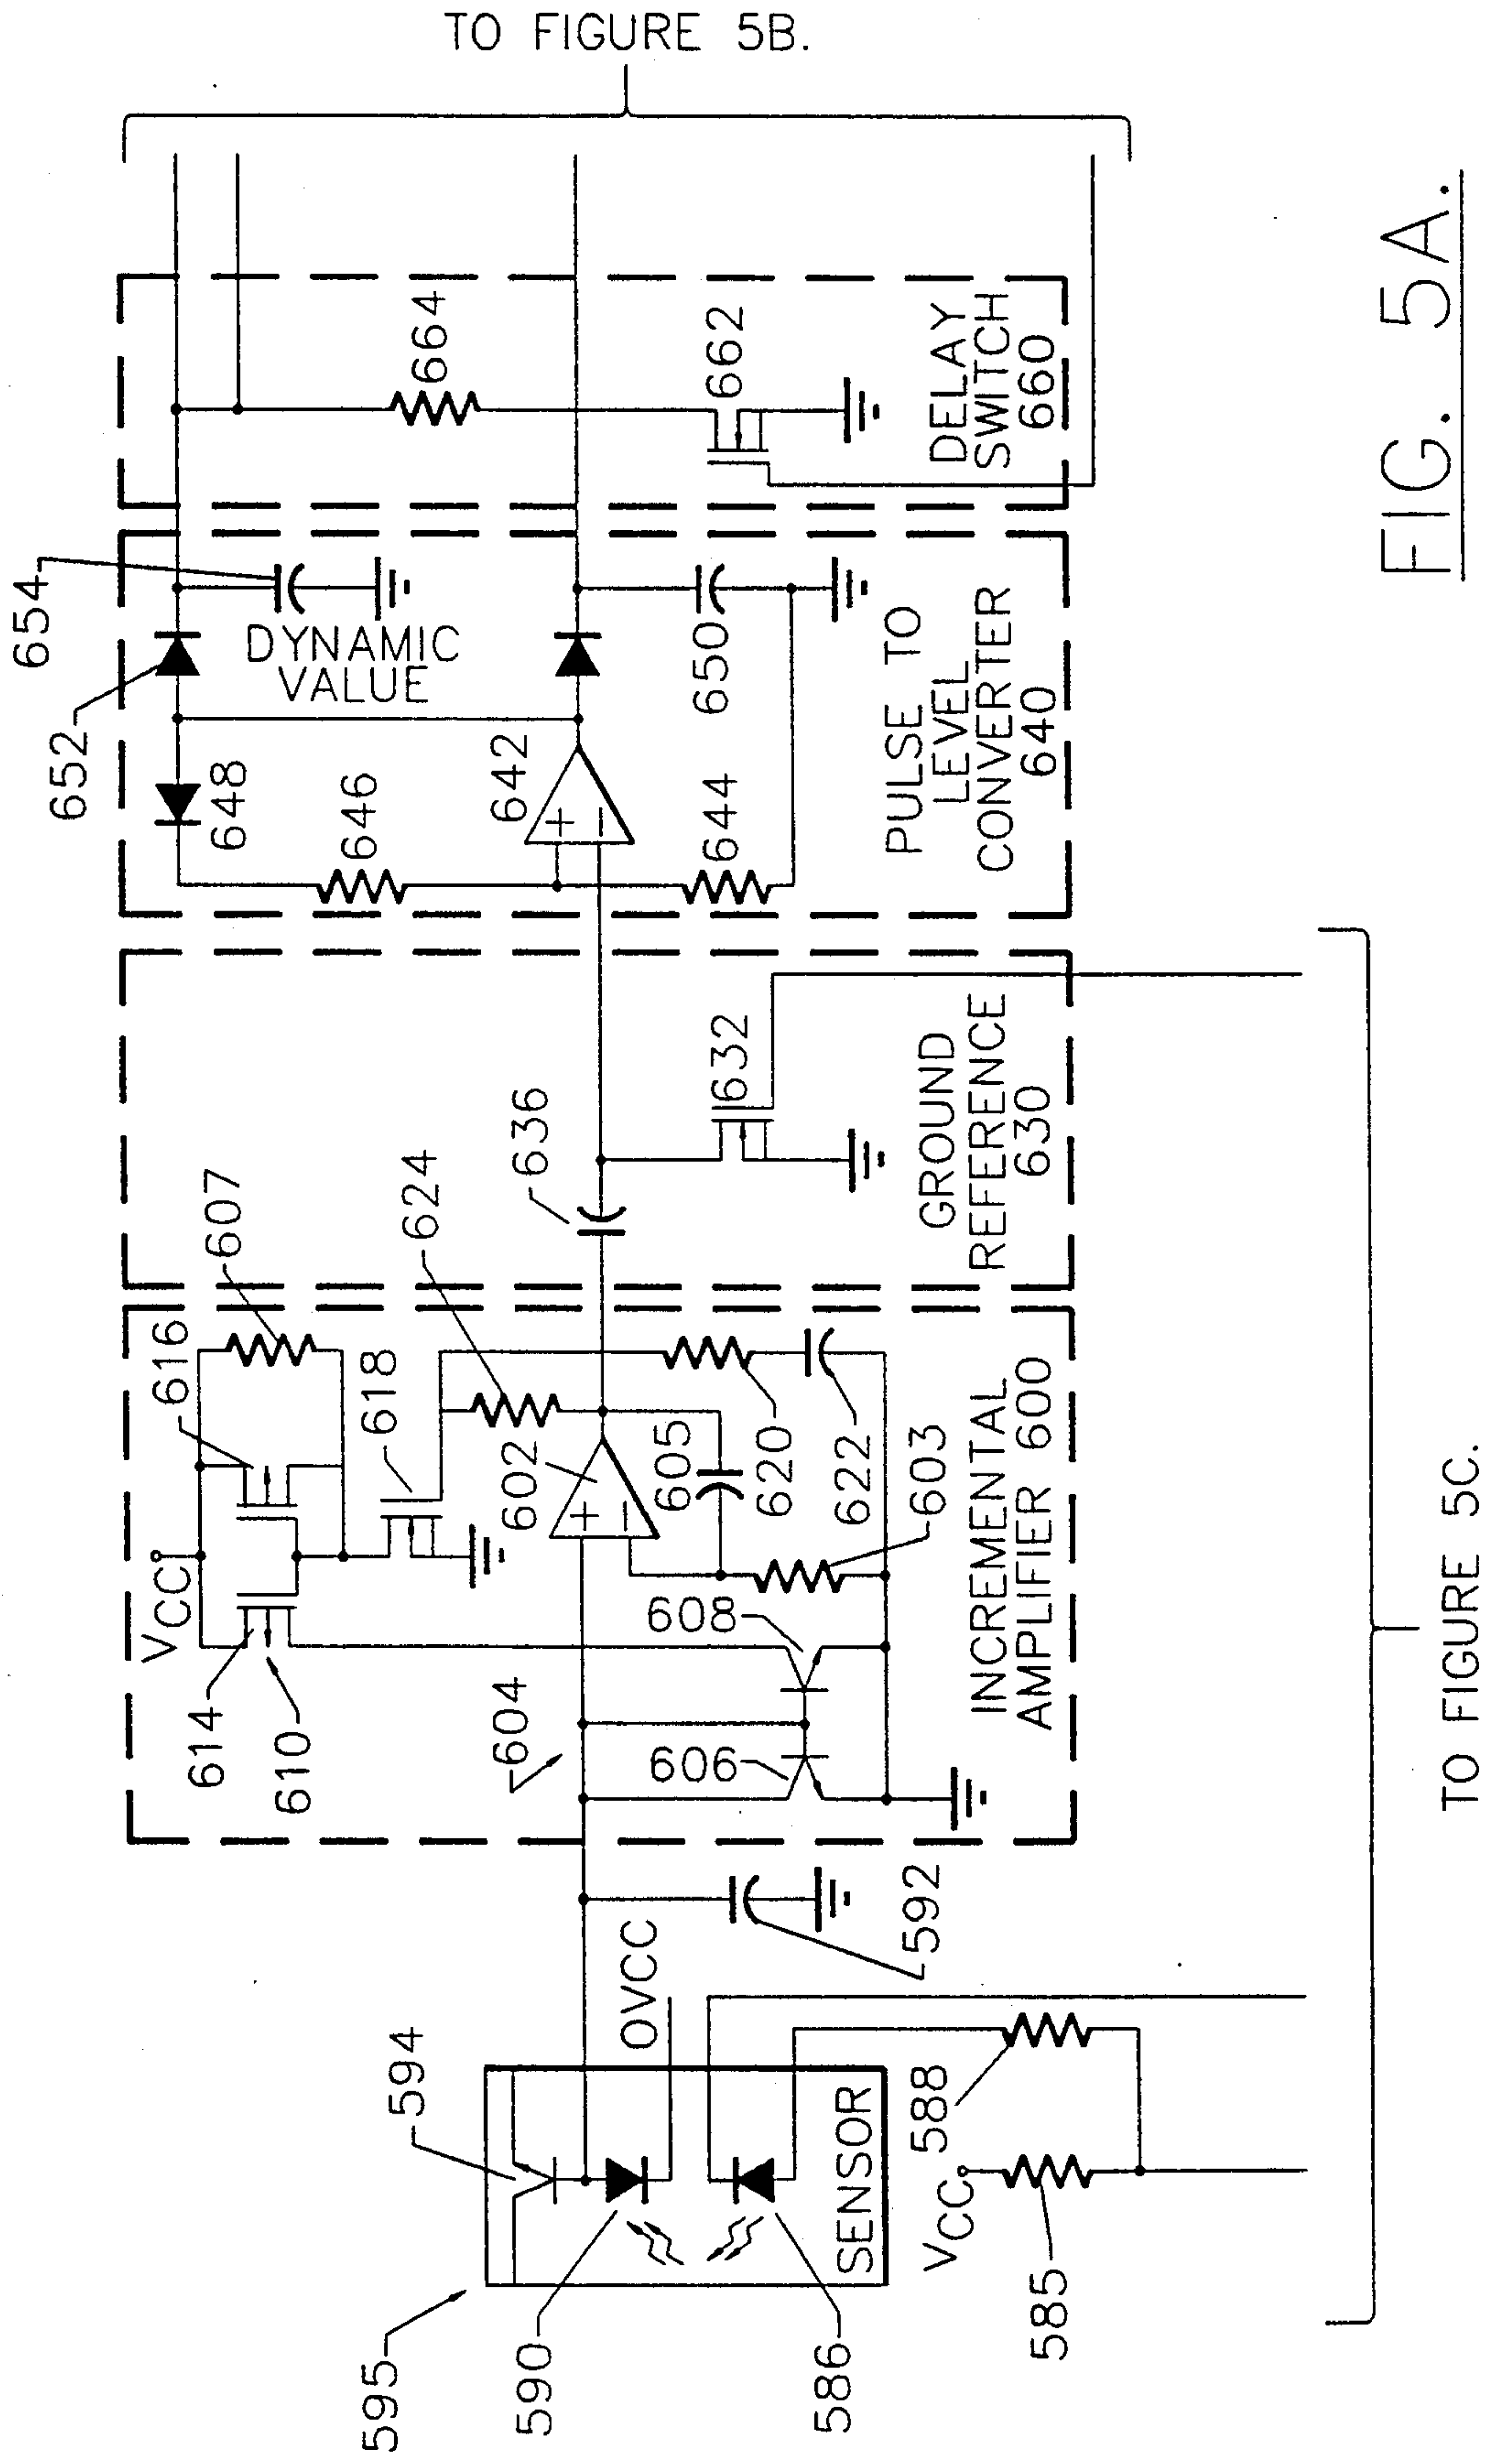 TO FIGURE 5B.
654
652
DYNAMIC
VALUE
648
646
642
650
644
PULSE TO
LEVEL
CONVERTER
640
664
662
DELAY
SWITCH
660
607
616
618
624
636
632
GROUND
REFERENCE
630
VCC
614
610
602
605
620
622
603
604
608
606
INCREMENTAL
AMPLIFIER 600
+
−
+
−
592
594
OVCC
595
590
586
SENSOR
588
VCC
585
TO FIGURE 5C.
FIG. 5A.